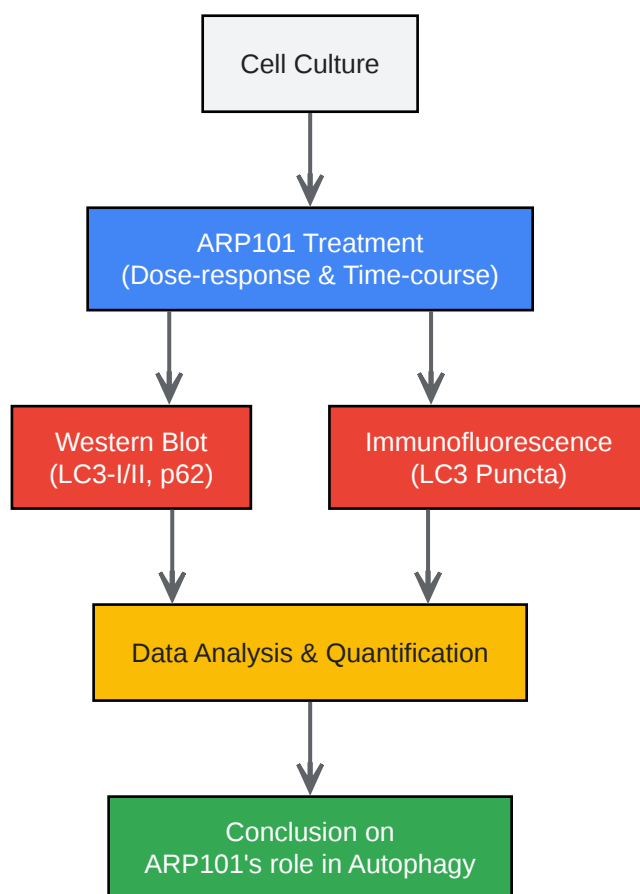 Cell Culture
ARP101 Treatment
(Dose-response & Time-course)
Western Blot
(LC3-I/II, p62)
Immunofluorescence
(LC3 Puncta)
Data Analysis & Quantification
Conclusion on
ARP101's role in Autophagy